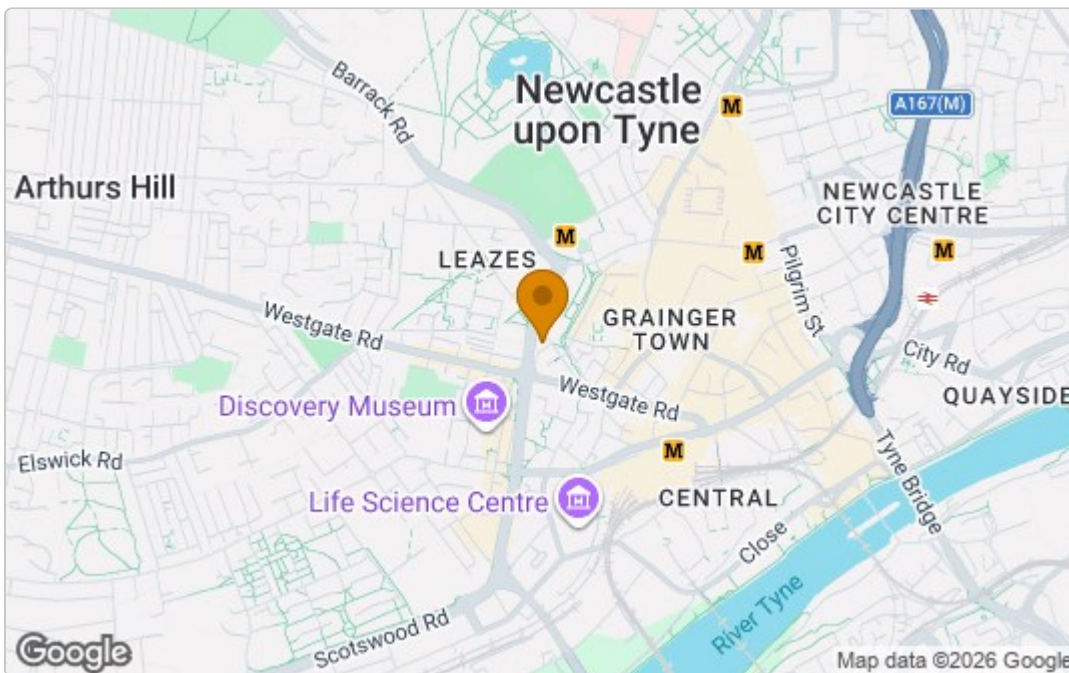 Barrack Rd
Newcastle
upon Tyne
M
A167(M)
Arthurs Hill
NEWCASTLE
CITY CENTRE
M
M
M
LEAZES
Pilgrim St
Westgate Rd
GRAINGER
TOWN
City Rd
Westgate Rd
QUAYSIDE
Discovery Museum
Elswick Rd
M
Tyne Bridge
Life Science Centre
CENTRAL
Close
Scotswood Rd
River Tyne
Google
Map data ©2026 Google